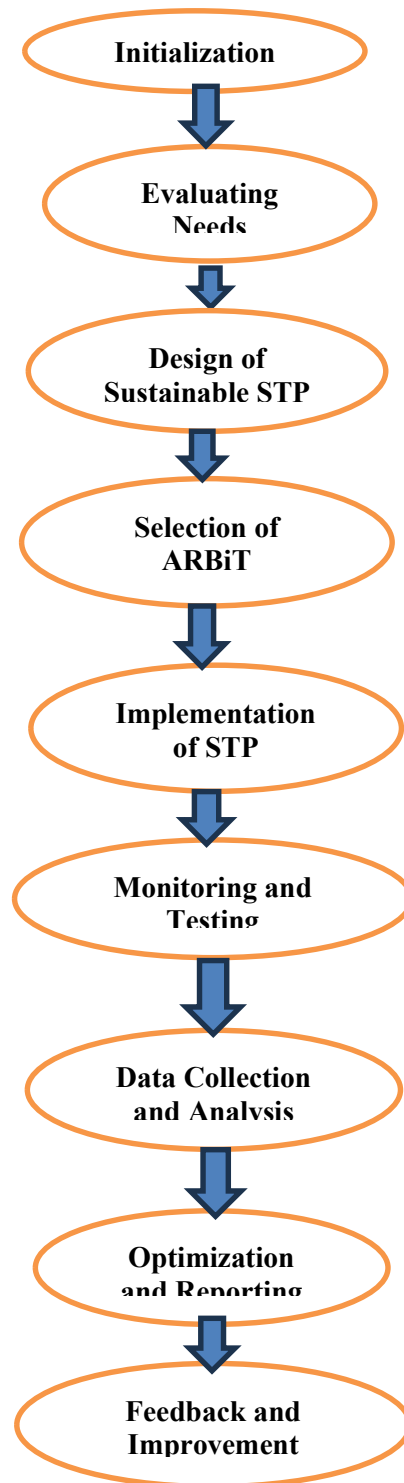 Initialization
Evaluating
Needs
Design of
Sustainable STP
Selection of
ARBiT
Implementation
of STP
Monitoring and
Testing
Data Collection
and Analysis
Optimization
and Reporting
Feedback and
Improvement